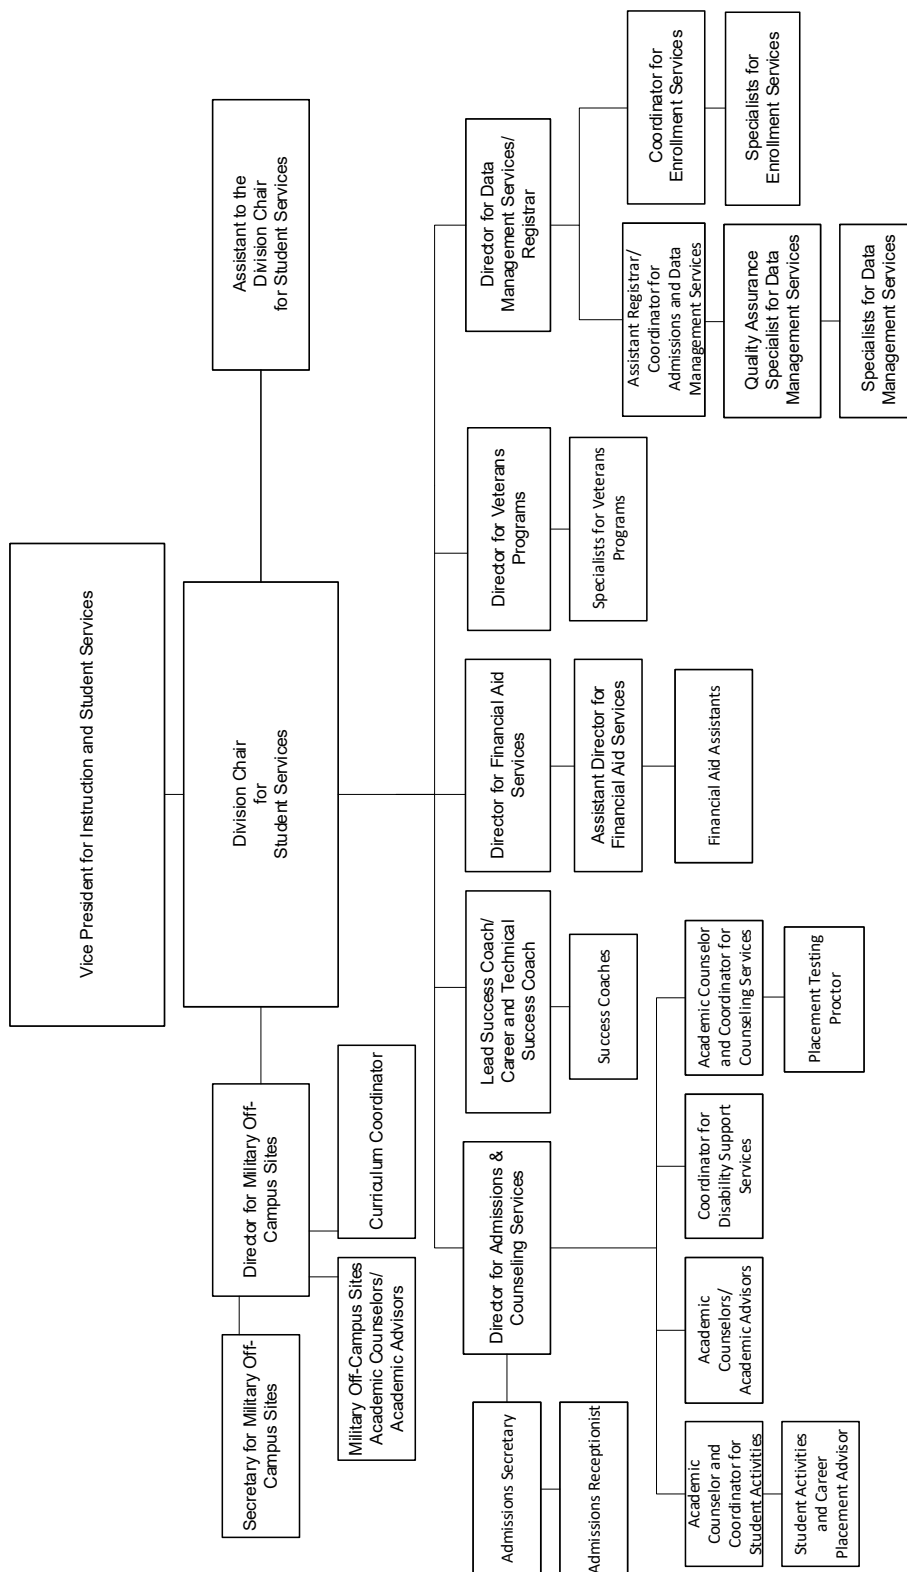 Vice President for Instruction and Student Services
Division Chair
for
Student Services
Assistant to the
Division Chair
for Student Services
Director for Military Off-
Campus Sites
Secretary for Military Off-
Campus Sites
Military Off-Campus Sites
Academic Counselors/
Academic Advisors
Curriculum Coordinator
Director for Admissions &
Counseling Services
Admissions Secretary
Admissions Receptionist
Academic
Counselor and
Coordinator for
Student Activities
Student Activities
and Career
Placement Advisor
Academic
Counselors/
Academic Advisors
Coordinator for
Disability Support
Services
Academic Counselor
and Coordinator for
Counseling Services
Placement Testing
Proctor
Lead Success Coach/
Career and Technical
Success Coach
Success Coaches
Director for Financial Aid
Services
Assistant Director for
Financial Aid Services
Financial Aid Assistants
Director for Veterans
Programs
Specialists for Veterans
Programs
Director for Data
Management Services/
Registrar
Assistant Registrar/
Coordinator for
Admissions and Data
Management Services
Quality Assurance
Specialist for Data
Management Services
Specialists for Data
Management Services
Coordinator for
Enrollment Services
Specialists for
Enrollment Services